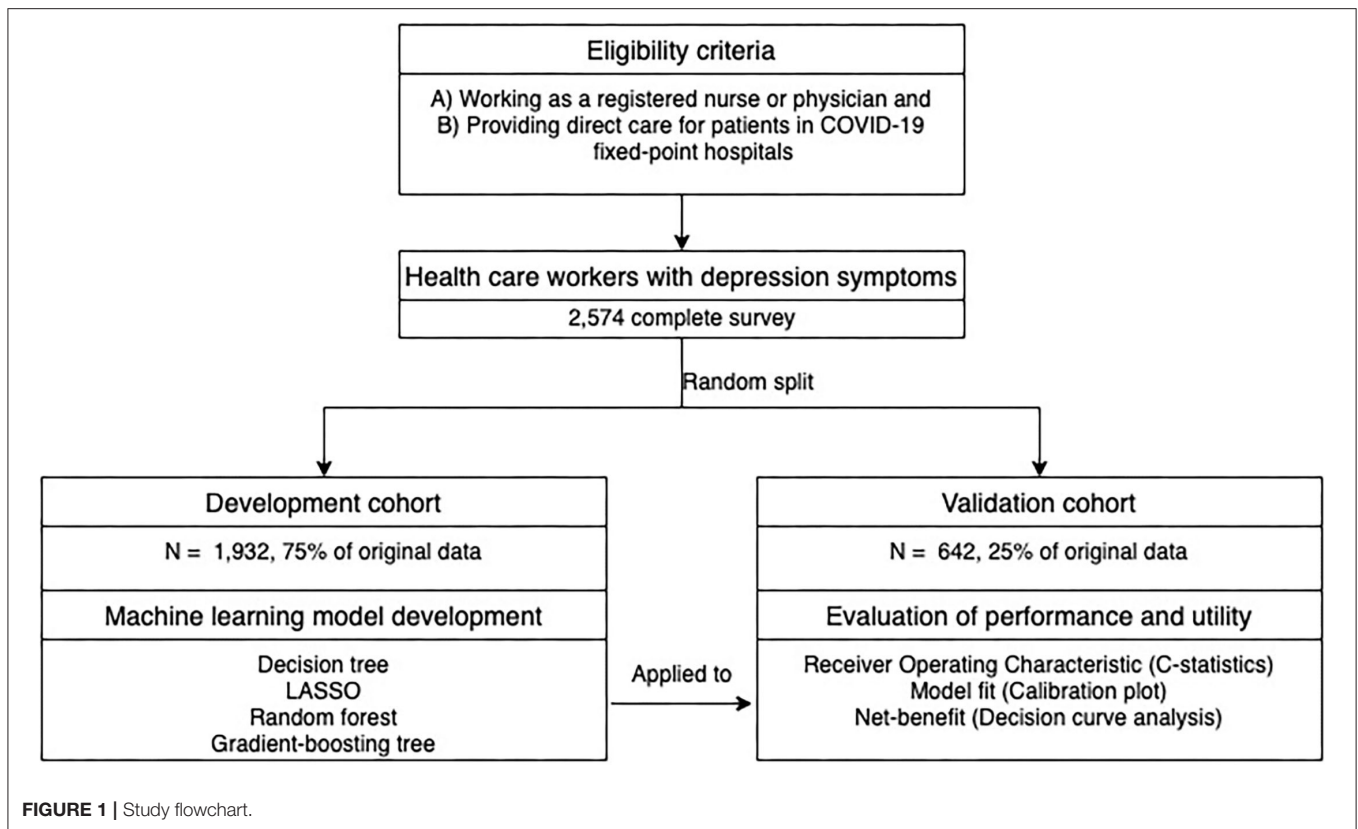 Eligibility criteria
A) Working as a registered nurse or physician and
B) Providing direct care for patients in COVID-19
fixed-point hospitals
Health care workers with depression symptoms
2,574 complete survey
Random split
Development cohort
N = 1,932, 75% of original data
Machine learning model development
Decision tree
LASSO
Random forest
Gradient-boosting tree
Applied to
Validation cohort
N = 642, 25% of original data
Evaluation of performance and utility
Receiver Operating Characteristic (C-statistics)
Model fit (Calibration plot)
Net-benefit (Decision curve analysis)
FIGURE 1 | Study flowchart.